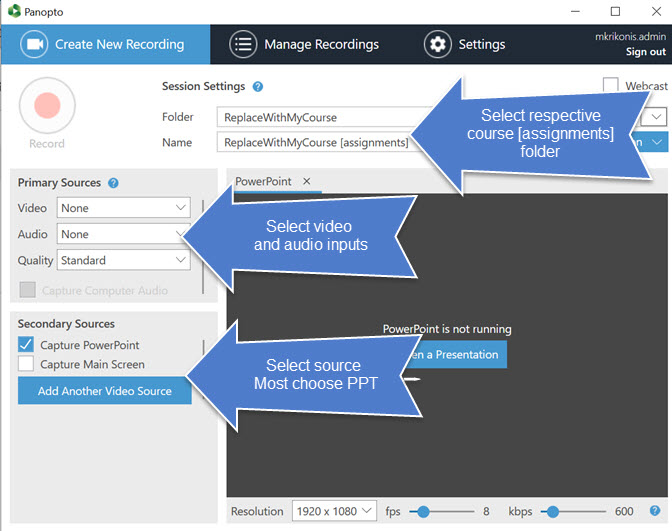 Panopto
Create New Recording
Manage Recordings
Settings
mkrikonis.admin
Sign out
Session Settings ?
Webcast
Folder
ReplaceWithMyCourse
Name
ReplaceWithMyCourse [assignments]
Select respective
course [assignments]
folder
Record
Primary Sources ?
Video None
Audio None
Quality Standard
Capture Computer Audio
PowerPoint ×
Select video
and audio inputs
PowerPoint is not running
en a Presentation
Secondary Sources
Capture PowerPoint
Capture Main Screen
Add Another Video Source
Select source
Most choose PPT
Resolution 1920 x 1080 fps 8 kbps 600 ?